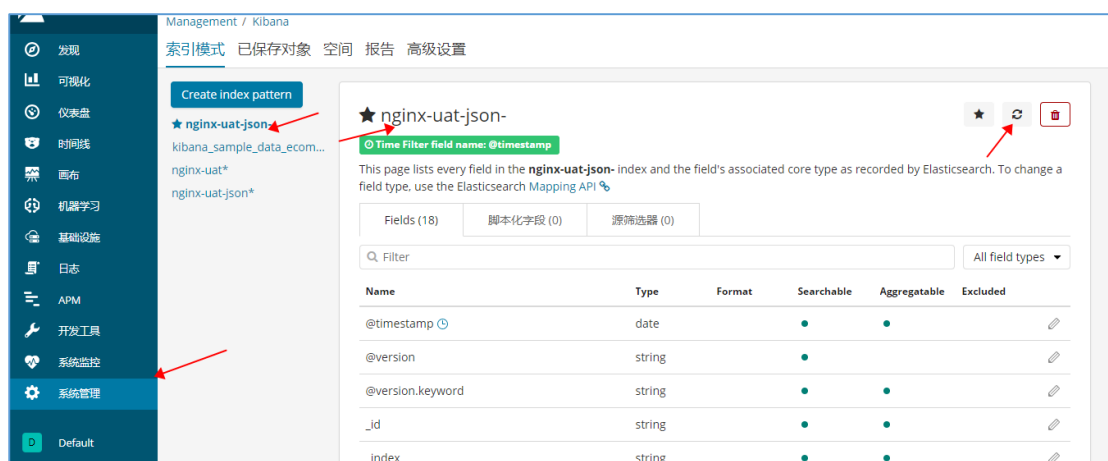 Management / Kibana
索引模式 已保存对象 空间 报告 高级设置
发现
可视化
仪表盘
时间线
画布
机器学习
基础设施
日志
APM
开发工具
系统监控
系统管理
D Default
Create index pattern
★ nginx-uat-json-
kibana_sample_data_ecom...
nginx-uat*
nginx-uat-json*
★ nginx-uat-json-
Time Filter field name: @timestamp
This page lists every field in the nginx-uat-json- index and the field's associated core type as recorded by Elasticsearch. To change a
field type, use the Elasticsearch Mapping API
Fields (18) 脚本化字段 (0) 源筛选器 (0)
Filter All field types
Name Type Format Searchable Aggregatable Excluded
@timestamp date
@version string
@version.keyword string
_id string
_index string